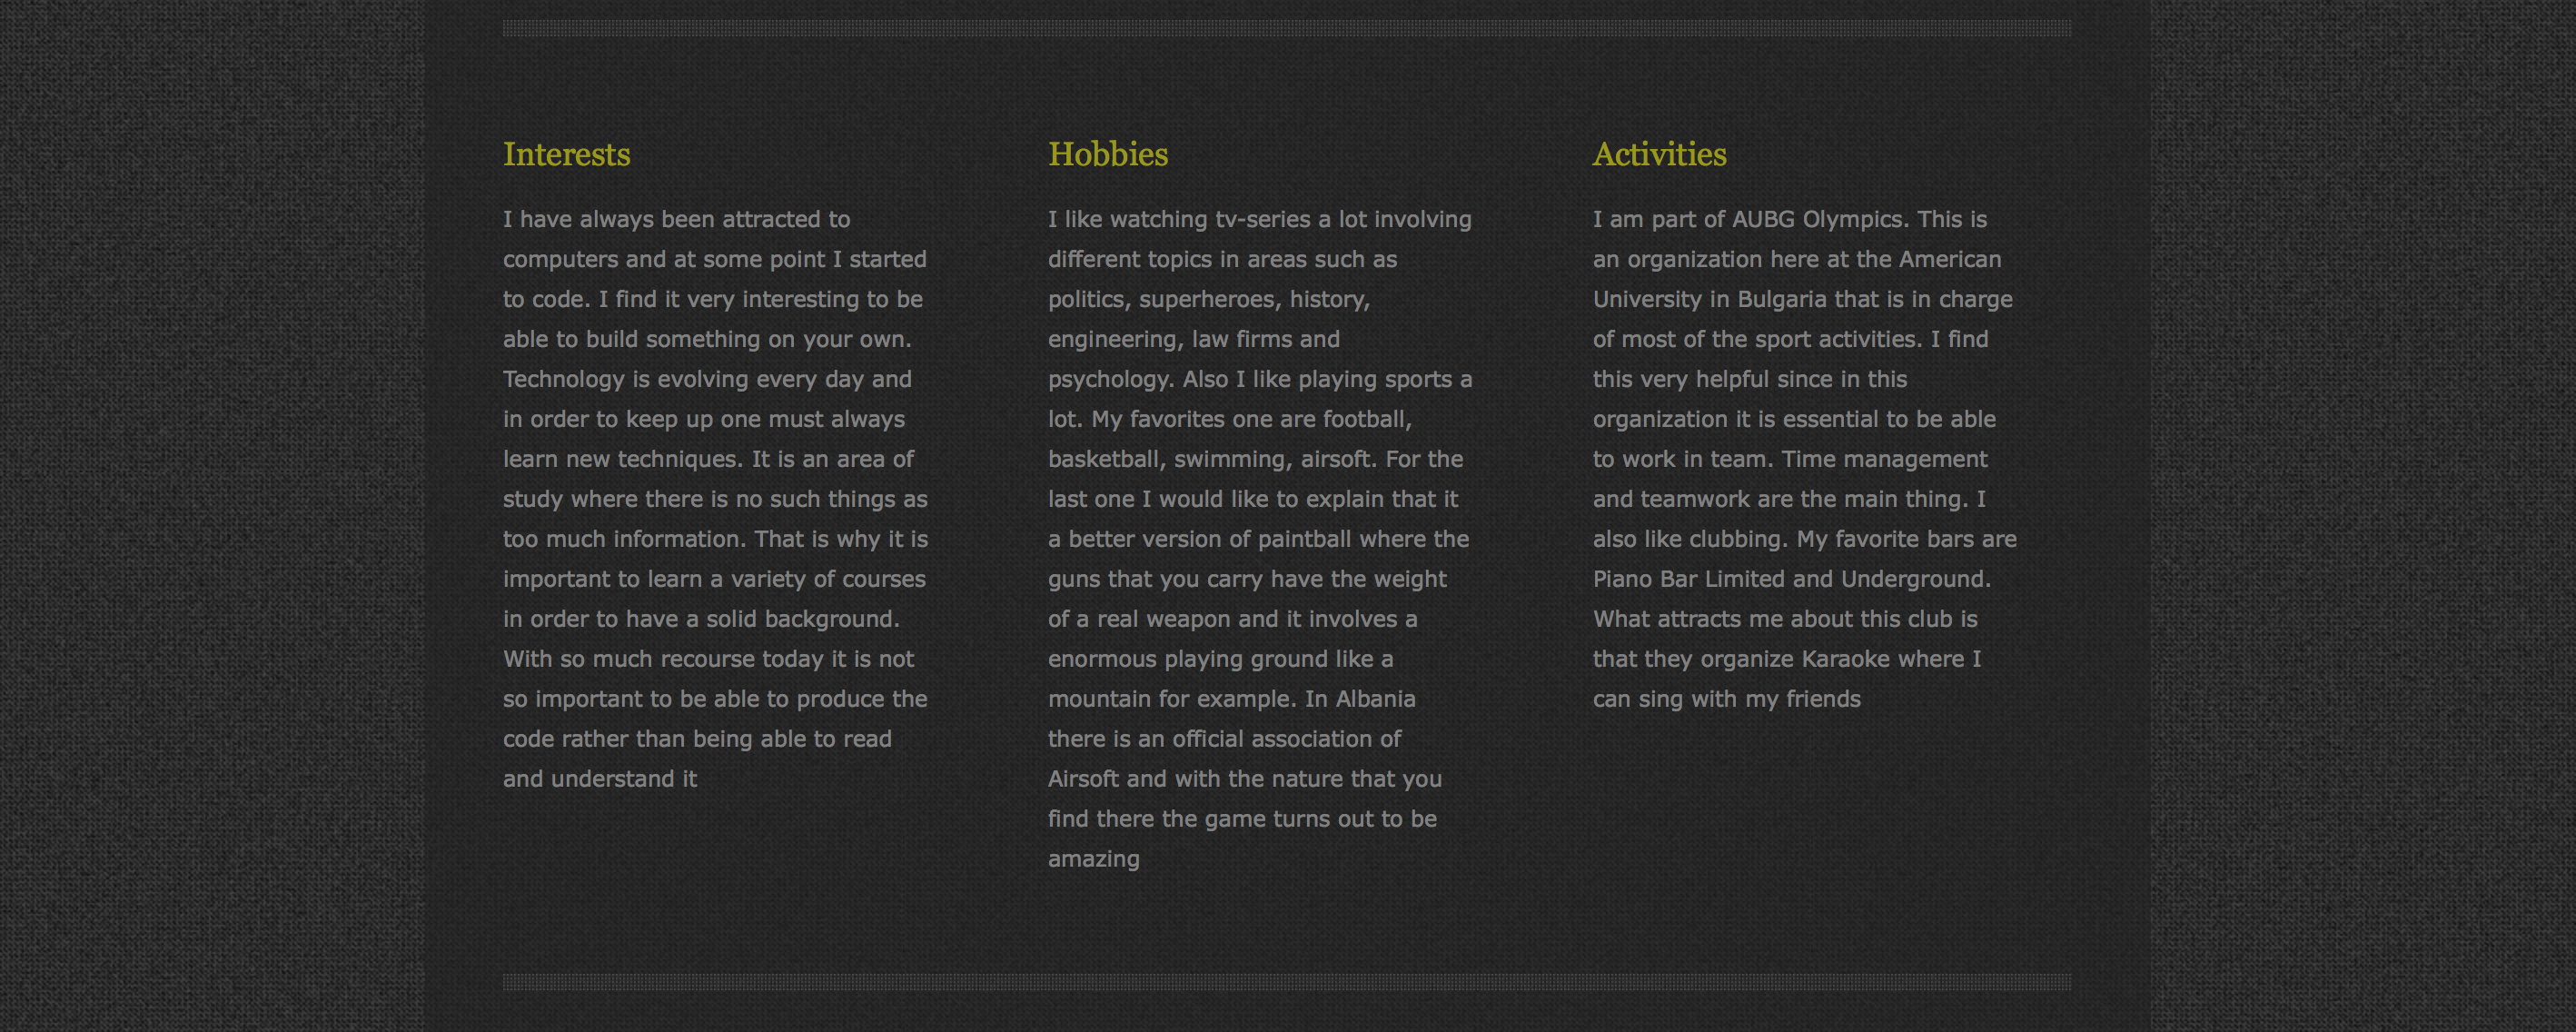 Interests
I have always been attracted to
computers and at some point I started
to code. I find it very interesting to be
able to build something on your own.
Technology is evolving every day and
in order to keep up one must always
learn new techniques. It is an area of
study where there is no such things as
too much information. That is why it is
important to learn a variety of courses
in order to have a solid background.
With so much recourse today it is not
so important to be able to produce the
code rather than being able to read
and understand it
Hobbies
I like watching tv-series a lot involving
different topics in areas such as
politics, superheroes, history,
engineering, law firms and
psychology. Also I like playing sports a
lot. My favorites one are football,
basketball, swimming, airsoft. For the
last one I would like to explain that it
a better version of paintball where the
guns that you carry have the weight
of a real weapon and it involves a
enormous playing ground like a
mountain for example. In Albania
there is an official association of
Airsoft and with the nature that you
find there the game turns out to be
amazing
Activities
I am part of AUBG Olympics. This is
an organization here at the American
University in Bulgaria that is in charge
of most of the sport activities. I find
this very helpful since in this
organization it is essential to be able
to work in team. Time management
and teamwork are the main thing. I
also like clubbing. My favorite bars are
Piano Bar Limited and Underground.
What attracts me about this club is
that they organize Karaoke where I
can sing with my friends